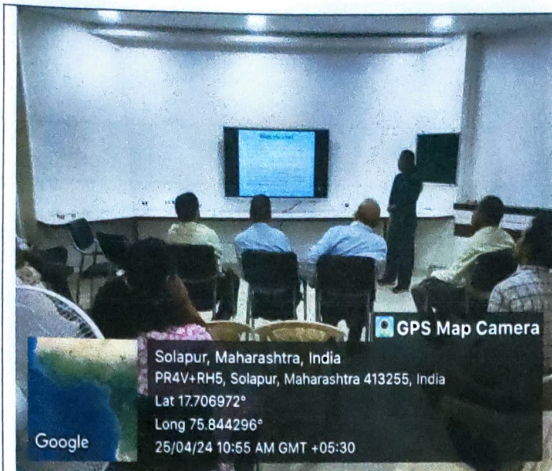 GPS Map Camera
Solapur, Maharashtra, India
PR4V+RH5, Solapur, Maharashtra 413255, India
Lat 17.706972°
Long 75.844296°
25/04/24 10:55 AM GMT +05:30
Google